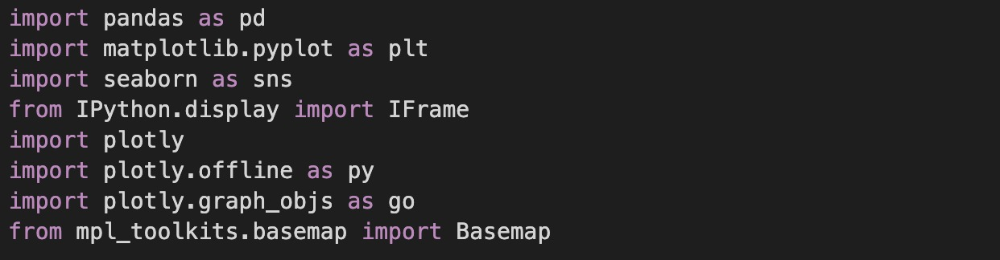 import pandas as pd
import matplotlib.pyplot as plt
import seaborn as sns
from IPython.display import IFrame
import plotly
import plotly.offline as py
import plotly.graph_objs as go
from mpl_toolkits.basemap import Basemap